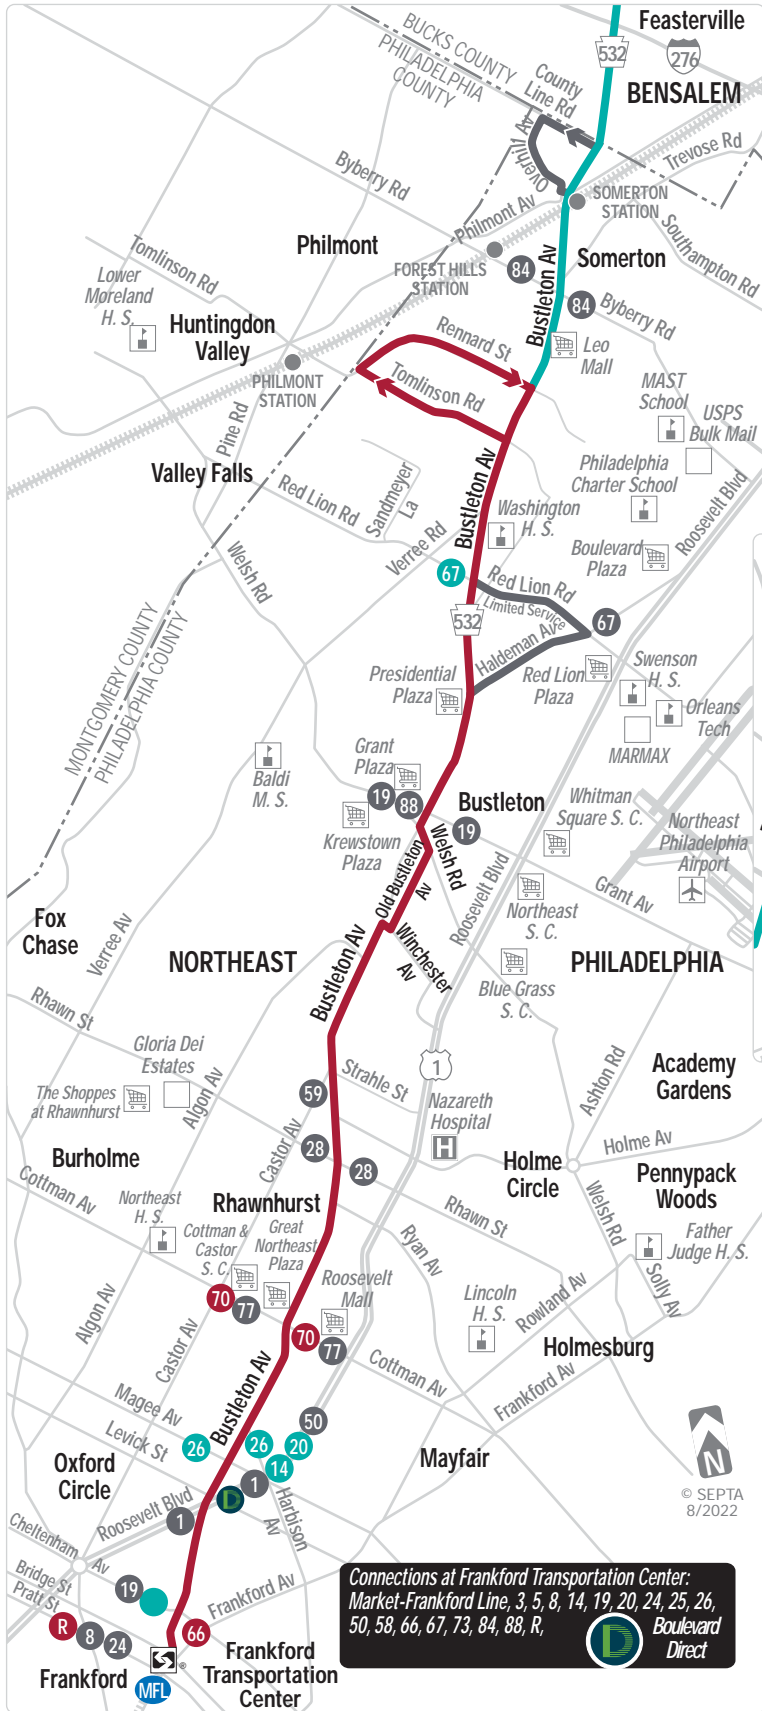 Feasterville
BUCKS COUNTY
PHILADELPHIA
COUNTY
532
276
County
Line Rd
BENSALEM
Overhill Av
Trevose Rd
Byberry Rd
SOMERTON
STATION
Philmont Av
Southampton Rd
Philmont
Tomlinson Rd
FOREST HILLS
STATION
84
Somerton
Bustleton Av
84
Byberry Rd
Lower
Moreland
H. S.
Huntingdon
Valley
Rennard St
Leo
Mall
PHILMONT
STATION
Tomlinson Rd
MAST
School
USPS
Bulk Mail
Pine Rd
Valley Falls
Bustleton Av
Philadelphia
Charter School
Roosevelt Blvd
Red Lion Rd
Sandmeyer
La
Washington
H. S.
Verree Rd
Boulevard
Plaza
Welsh Rd
67
Red Lion Rd
Limited Service
532
67
Haldeman Av
MONTGOMERY COUNTY
PHILADELPHIA COUNTY
Presidential
Plaza
Red Lion
Plaza
Swenson
H. S.
Orleans
Tech
MARMAX
Baldi
M. S.
Grant
Plaza
19
88
Bustleton
Whitman
Square S. C.
Krewstown
Plaza
19
Welsh Rd
Northeast
Philadelphia
Airport
Old Bustleton
Av
Roosevelt Blvd
Grant Av
Northeast
S. C.
Fox
Chase
Verree Av
NORTHEAST
Bustleton Av
Winchester
Av
PHILADELPHIA
Blue Grass
S. C.
Rhawn St
Gloria Dei
Estates
Algon Av
1
Ashton Rd
Academy
Gardens
The Shoppes
at Rhawnhurst
59
Strahle St
Nazareth
Hospital
H
Burholme
Castor Av
28
28
Holme
Circle
Holme Av
Cottman Av
Pennypack
Woods
Northeast
H. S.
Rhawnhurst
Rhawn St
Welsh Rd
Cottman &
Castor
S. C.
Great
Northeast
Plaza
Ryan Av
Father
Judge H. S.
Roosevelt
Mall
Solly Av
70
77
Lincoln
H. S.
Rowland Av
Algon Av
Castor Av
70
77
Holmesburg
Cottman Av
Frankford Av
Magee Av
Bustleton Av
Levick St
50
26
26
20
14
Mayfair
N
Oxford
Circle
1
D
Harbison
Av
© SEPTA
8/2022
Roosevelt Blvd
1
Cheltenham
Av
Bridge St
Pratt St
19
Frankford Av
R
8
24
66
Frankford
MFL
®
Frankford
Transportation
Center
Connections at Frankford Transportation Center:
Market-Frankford Line, 3, 5, 8, 14, 19, 20, 24, 25, 26,
50, 58, 66, 67, 73, 84, 88, R,
D
Boulevard
Direct